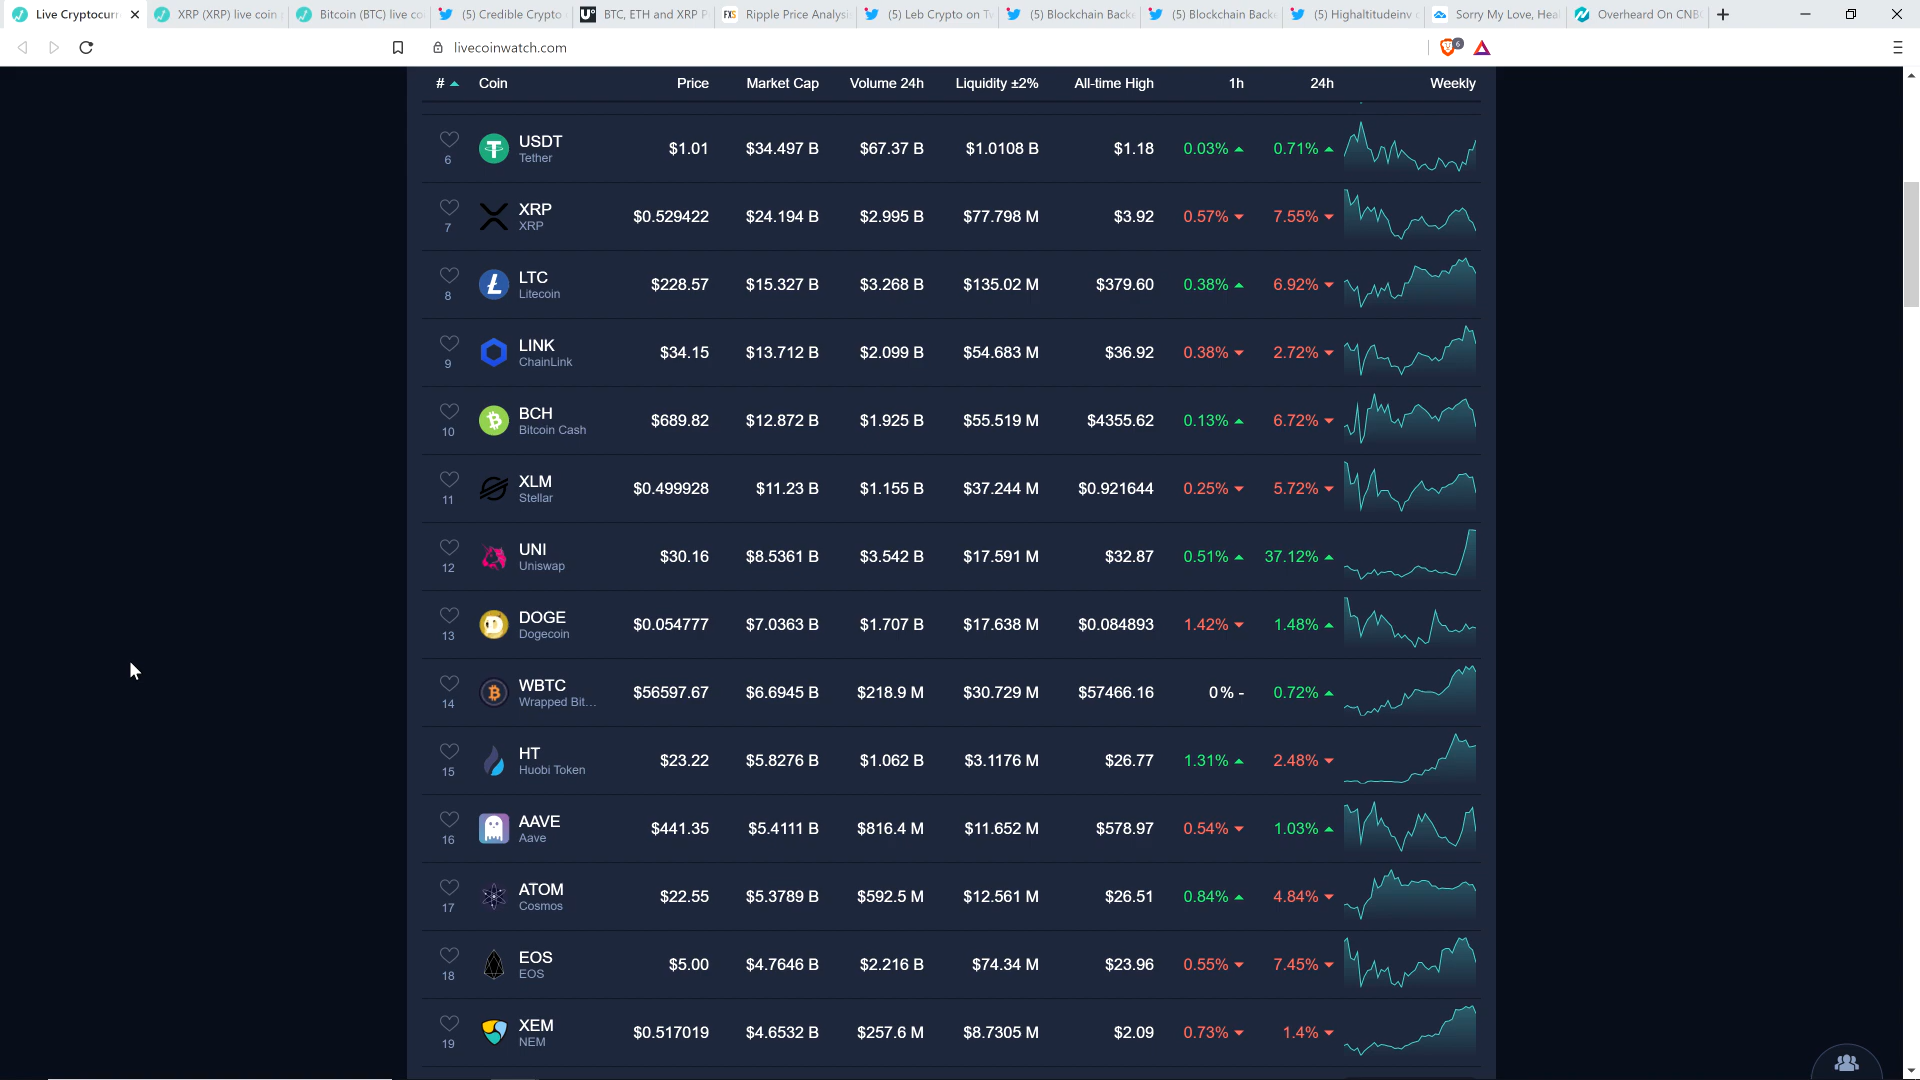 Live Cryptocurr
XRP (XRP) live coin
Bitcoin (BTC) live co
(5) Credible Crypto
BTC, ETH and XRP P
Ripple Price Analysi
(5) Leb Crypto on T
(5) Blockchain Back
(5) Blockchain Back
(5) Highaltitudeinv
Sorry My Love, Hea
Overheard On CNBC
livecoinwatch.com
6
# Coin Price Market Cap Volume 24h Liquidity ±2% All-time High 1h 24h Weekly
6 USDT $1.01 $34.497 B $67.37 B $1.0108 B $1.18 0.03% 0.71%
Tether
7 XRP $0.529422 $24.194 B $2.995 B $77.798 M $3.92 0.57% 7.55%
XRP
8 LTC $228.57 $15.327 B $3.268 B $135.02 M $379.60 0.38% 6.92%
Litecoin
9 LINK $34.15 $13.712 B $2.099 B $54.683 M $36.92 0.38% 2.72%
ChainLink
10 BCH $689.82 $12.872 B $1.925 B $55.519 M $4355.62 0.13% 6.72%
Bitcoin Cash
11 XLM $0.499928 $11.23 B $1.155 B $37.244 M $0.921644 0.25% 5.72%
Stellar
12 UNI $30.16 $8.5361 B $3.542 B $17.591 M $32.87 0.51% 37.12%
Uniswap
13 DOGE $0.054777 $7.0363 B $1.707 B $17.638 M $0.084893 1.42% 1.48%
Dogecoin
14 WBTC $56597.67 $6.6945 B $218.9 M $30.729 M $57466.16 0% - 0.72%
Wrapped Bit...
15 HT $23.22 $5.8276 B $1.062 B $3.1176 M $26.77 1.31% 2.48%
Huobi Token
16 AAVE $441.35 $5.4111 B $816.4 M $11.652 M $578.97 0.54% 1.03%
Aave
17 ATOM $22.55 $5.3789 B $592.5 M $12.561 M $26.51 0.84% 4.84%
Cosmos
18 EOS $5.00 $4.7646 B $2.216 B $74.34 M $23.96 0.55% 7.45%
EOS
19 XEM $0.517019 $4.6532 B $257.6 M $8.7305 M $2.09 0.73% 1.4%
NEM